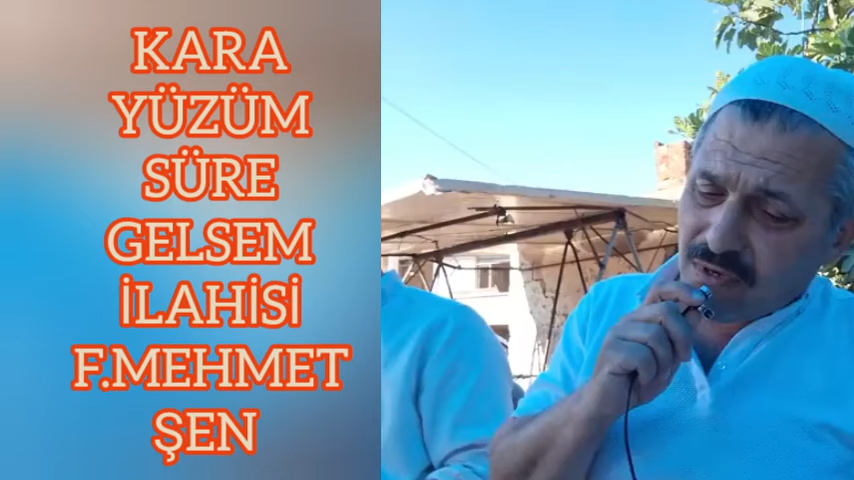 KARA
YÜZÜM
SÜRE
GELSEM
İLAHİSİ
F.MEHMET
ŞEN